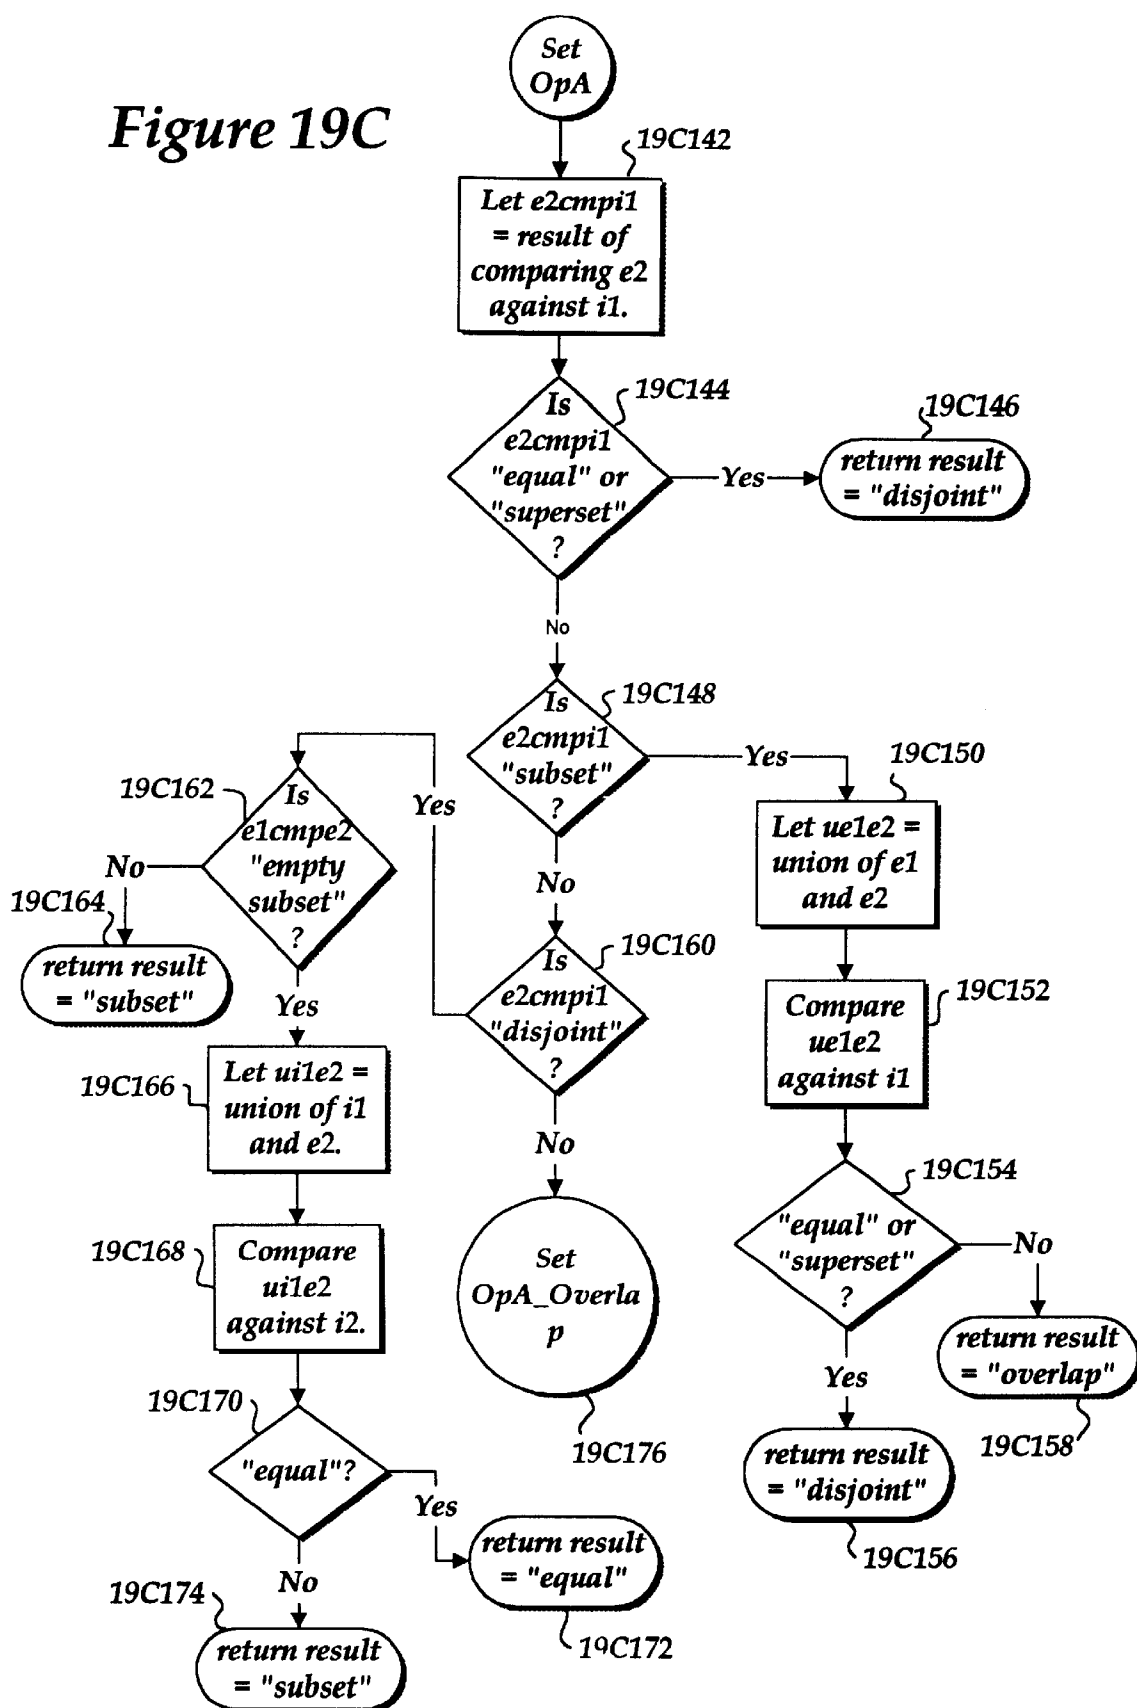 Set
OpA
Figure 19C
19C142
Let e2cmpi1
= result of
comparing e2
against i1.
19C144
Is
e2cmpi1
"equal" or
"superset"
?
Yes
19C146
return result
= "disjoint"
No
19C148
Is
e2cmpi1
"subset"
?
Yes
19C150
Let ue1e2 =
union of e1
and e2
19C162
Is
e1cmpe2
"empty
subset"
?
Yes
No
19C164
return result
= "subset"
Yes
No
19C160
Is
e2cmpi1
"disjoint"
?
19C152
Compare
ue1e2
against i1
19C166
Let ui1e2 =
union of i1
and e2.
No
19C154
"equal" or
"superset"
?
No
19C168
Compare
ui1e2
against i2.
Set
OpA_Overla
p
return result
= "overlap"
19C158
Yes
19C170
"equal"?
19C176
return result
= "disjoint"
19C156
Yes
return result
= "equal"
19C172
No
19C174
return result
= "subset"